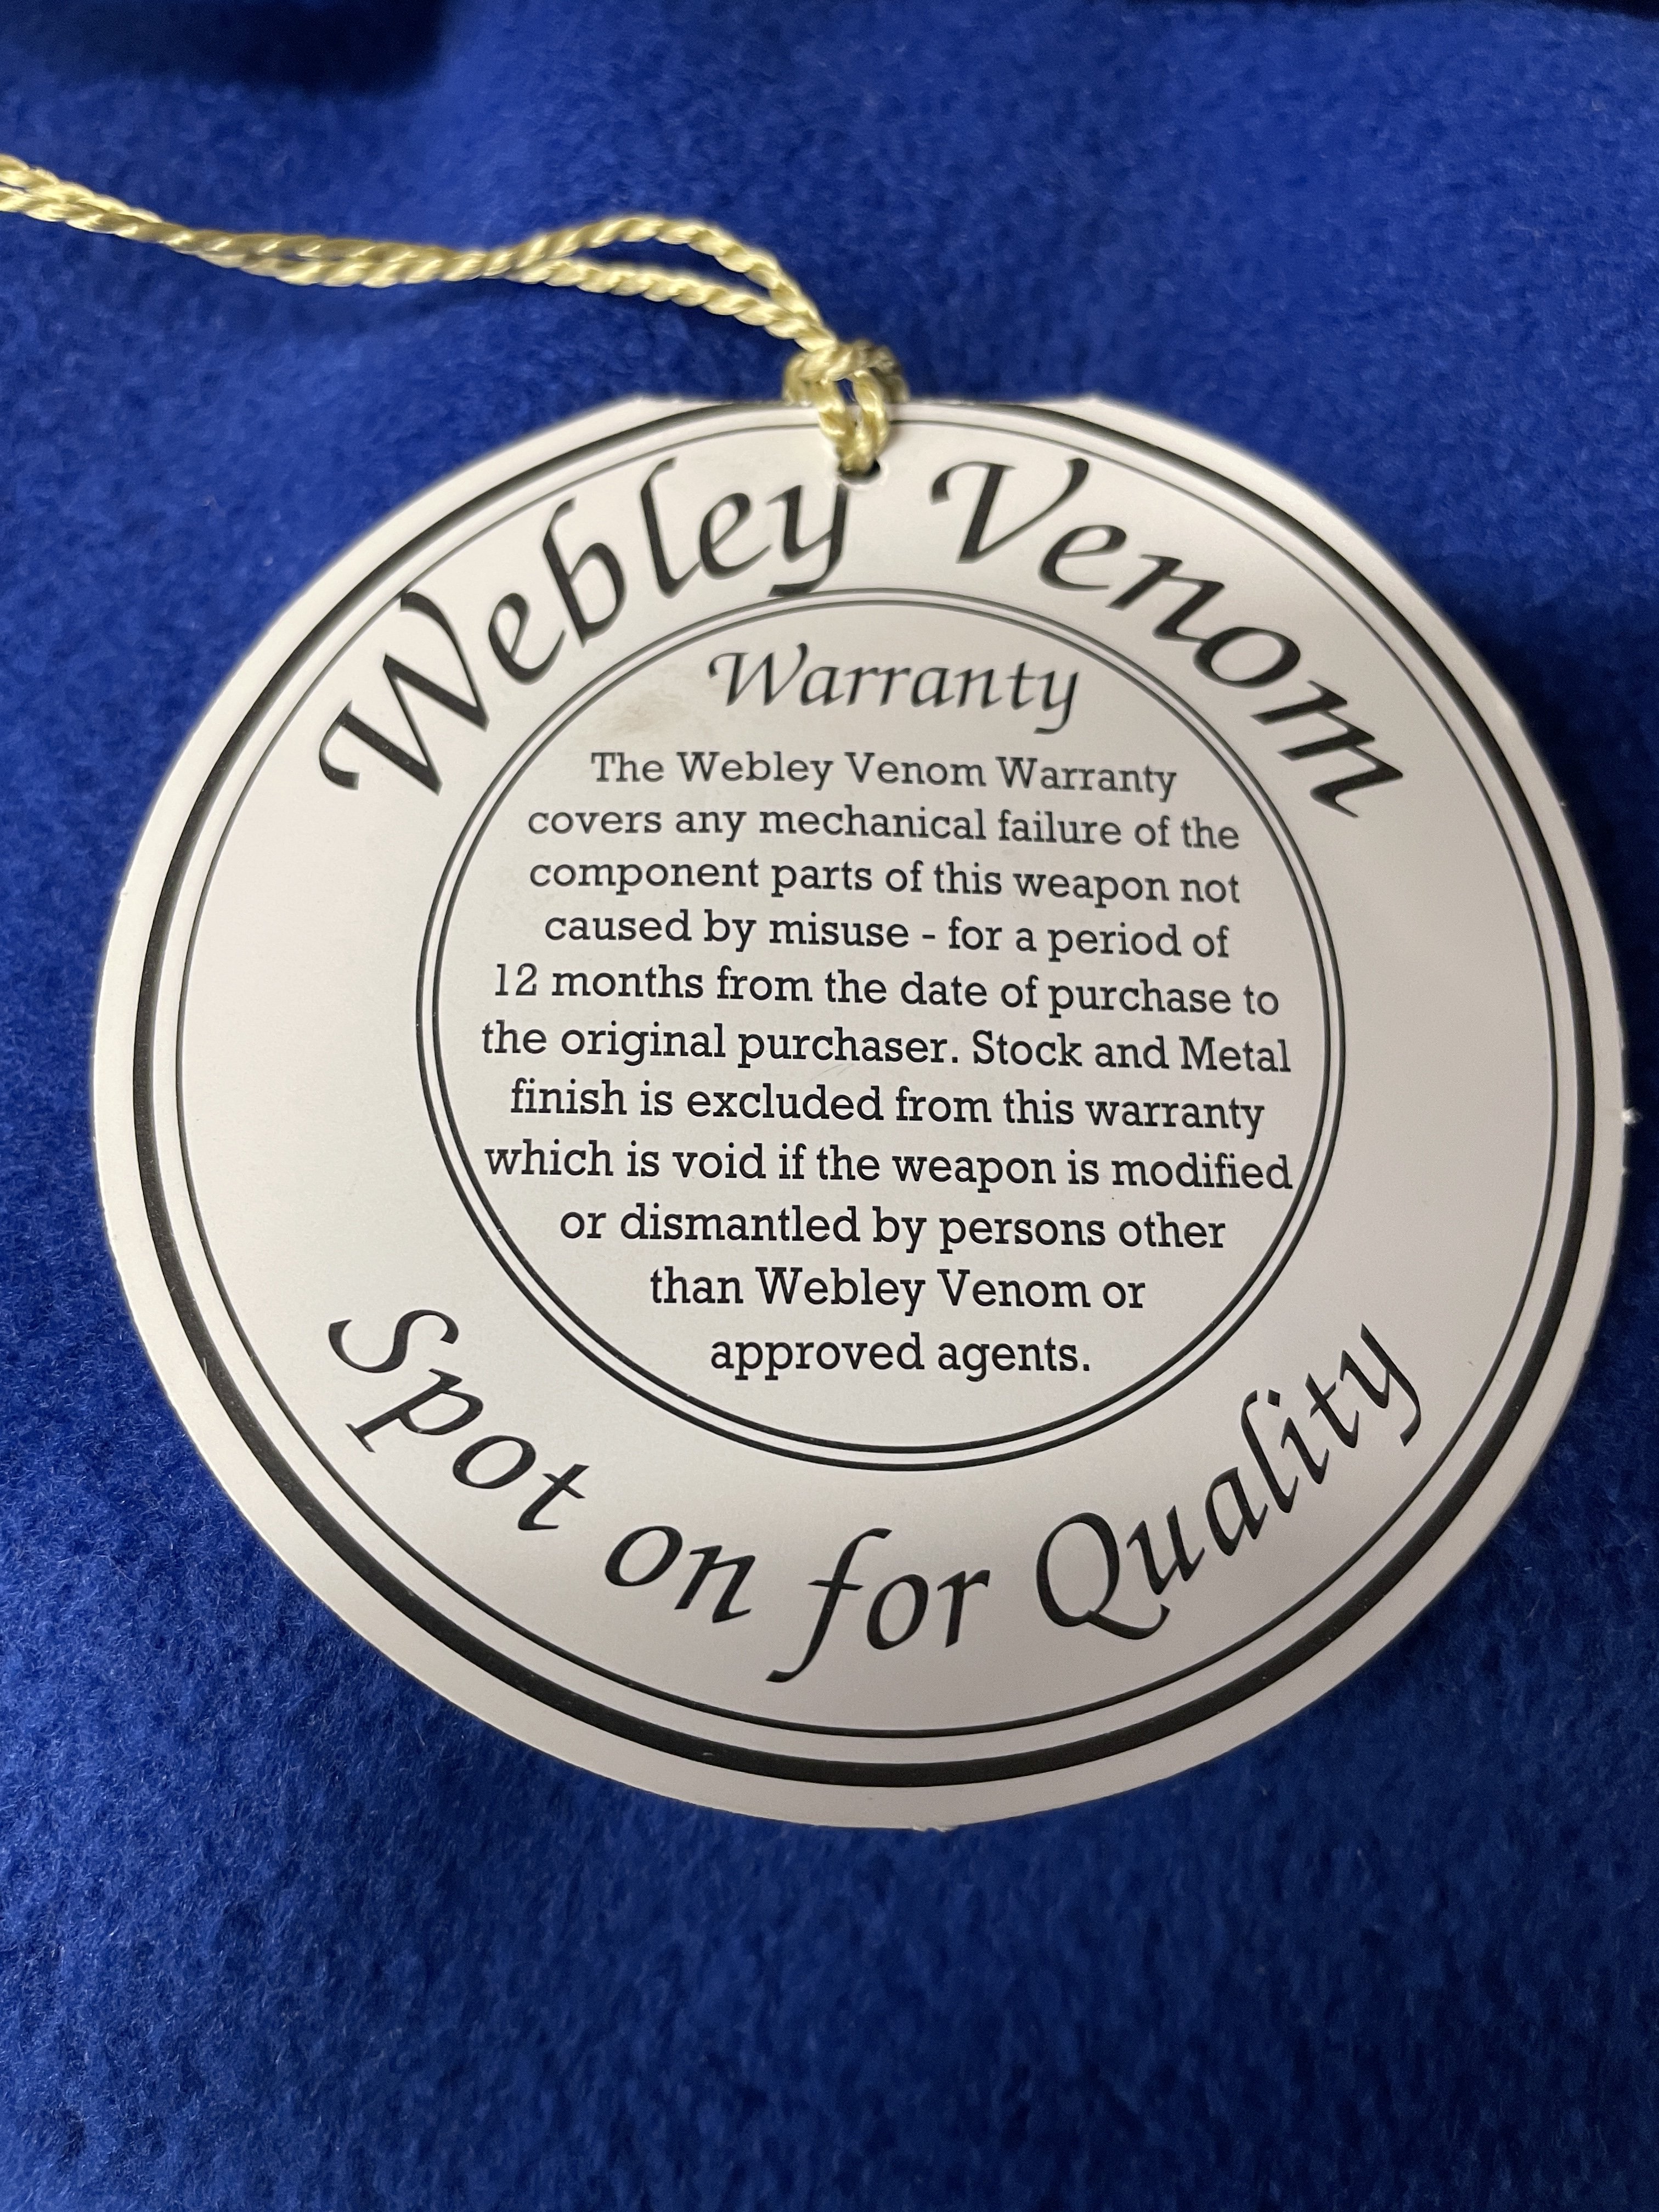 Webley Venom
Warranty
The Webley Venom Warranty
covers any mechanical failure of the
component parts of this weapon not
caused by misuse - for a period of
12 months from the date of purchase to
the original purchaser. Stock and Metal
finish is excluded from this warranty
which is void if the weapon is modified
or dismantled by persons other
than Webley Venom or
approved agents.
Spot on for Quality